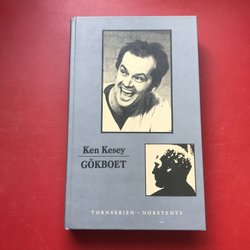 Ken Kesey
GÖKBOET
TORNSERIEN • NORSTEDTS